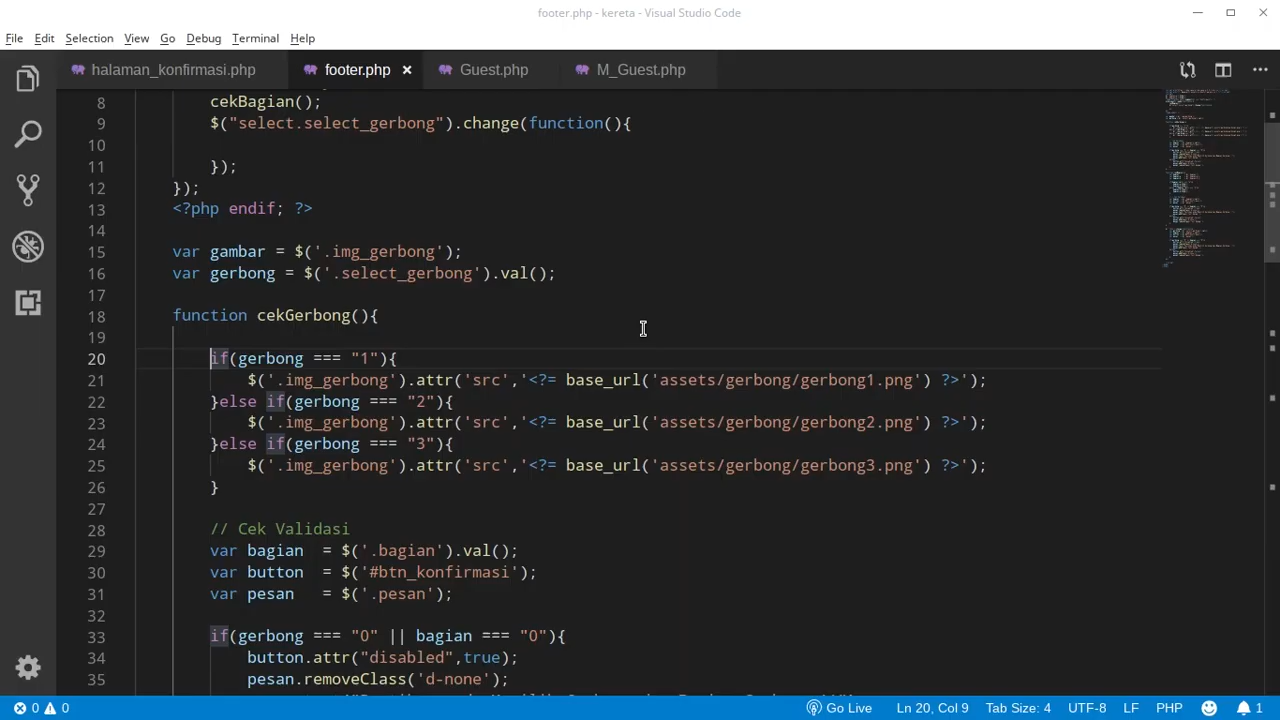 footer.php - kereta - Visual Studio Code
File Edit Selection View Go Debug Terminal Help
halaman_konfirmasi.php footer.php Guest.php M_Guest.php
8 cekBagian();
9 $("select.select_gerbong").change(function(){
10
11 });
12 });
13 <?php endif; ?>
14
15 var gambar = $('.img_gerbong');
16 var gerbong = $('.select_gerbong').val();
17
18 function cekGerbong(){
19
20 if(gerbong === "1"){
21 $('.img_gerbong').attr('src','<?= base_url('assets/gerbong/gerbong1.png') ?>');
22 }else if(gerbong === "2"){
23 $('.img_gerbong').attr('src','<?= base_url('assets/gerbong/gerbong2.png') ?>');
24 }else if(gerbong === "3"){
25 $('.img_gerbong').attr('src','<?= base_url('assets/gerbong/gerbong3.png') ?>');
26 }
27
28 // Cek Validasi
29 var bagian = $('.bagian').val();
30 var button = $('#btn_konfirmasi');
31 var pesan = $('.pesan');
32
33 if(gerbong === "0" || bagian === "0"){
34 button.attr("disabled",true);
35 pesan.removeClass('d-none');
0 0 Go Live Ln 20, Col 9 Tab Size: 4 UTF-8 LF PHP 1